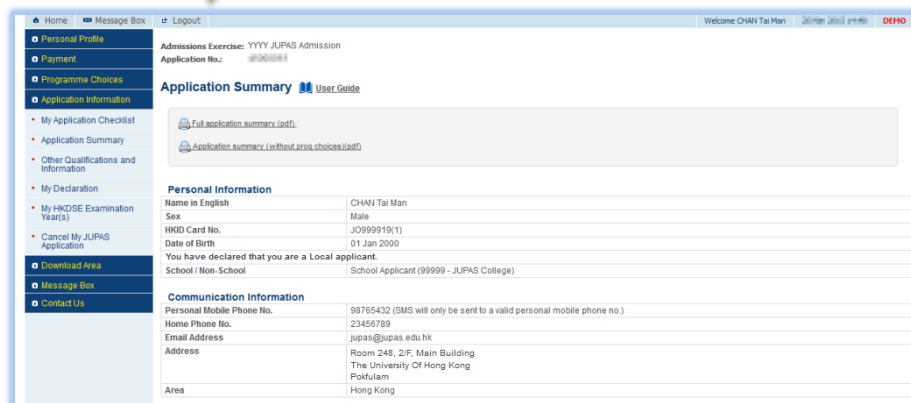 Home Message Box Logout Welcome CHAN Tai Man DEMO
Personal Profile
Payment
Programme Choices
Application Information
My Application Checklist
Application Summary
Other Qualifications and
Information
My Declaration
My HKDSE Examination
Year(s)
Cancel My JUPAS
Application
Download Area
Message Box
Contact Us
Admissions Exercise: YYYY JUPAS Admission
Application No.:
Application Summary User Guide
Full application summary (pdf)
Application summary (without prog choices)(pdf)
Personal Information
Name in English CHAN Tai Man
Sex Male
HKID Card No. JO999919(1)
Date of Birth 01 Jan 2000
You have declared that you are a Local applicant.
School / Non-School School Applicant (99999 - JUPAS College)
Communication Information
Personal Mobile Phone No. 98765432 (SMS will only be sent to a valid personal mobile phone no.)
Home Phone No. 23456789
Email Address jupas@jupas.edu.hk
Address Room 248, 2/F, Main Building
The University Of Hong Kong
Pokfulam
Area Hong Kong